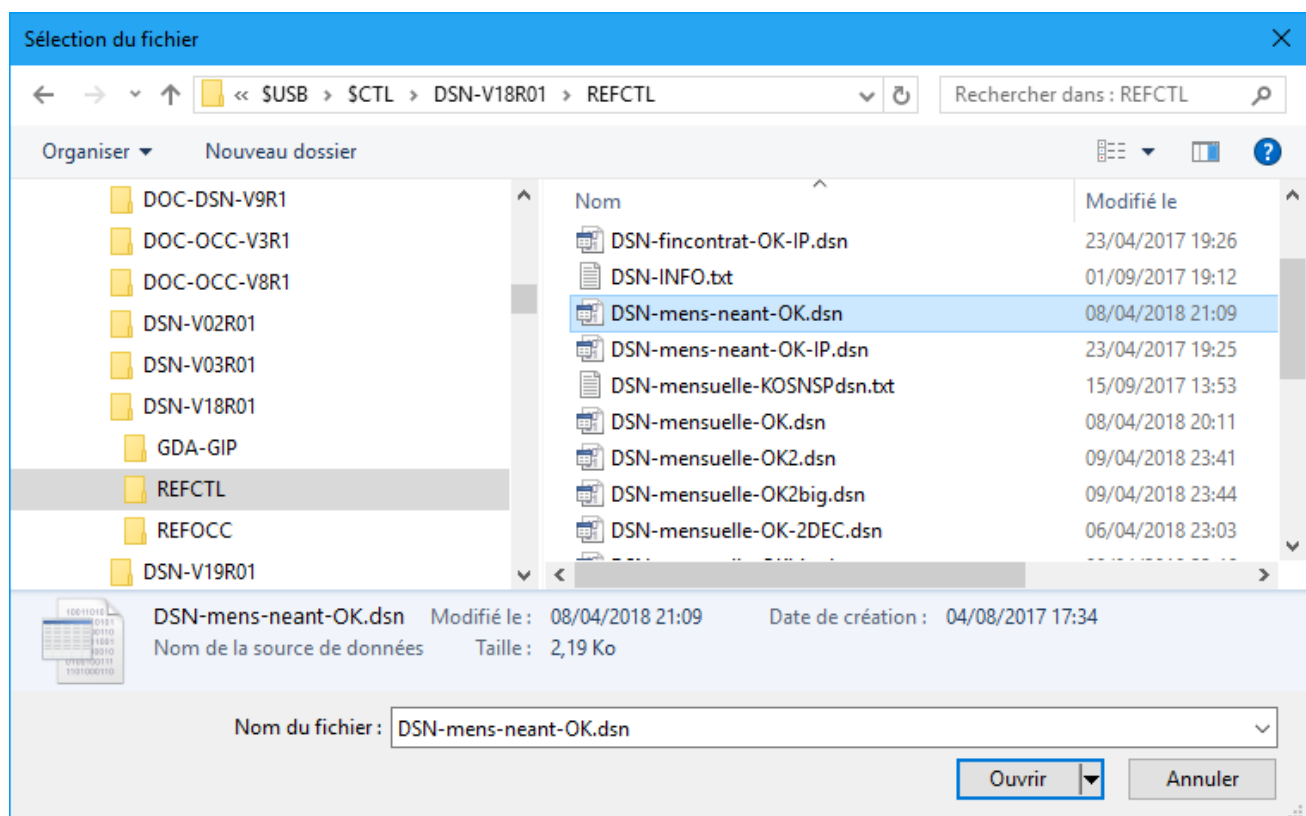 Sélection du fichier
« $USB > $CTL > DSN-V18R01 > REFCTL
Rechercher dans : REFCTL
Organiser
Nouveau dossier
DOC-DSN-V9R1
DOC-OCC-V3R1
DOC-OCC-V8R1
DSN-V02R01
DSN-V03R01
DSN-V18R01
GDA-GIP
REFCTL
REFOCC
DSN-V19R01
Nom Modifié le
DSN-fincontrat-OK-IP.dsn 23/04/2017 19:26
DSN-INFO.txt 01/09/2017 19:12
DSN-mens-neant-OK.dsn 08/04/2018 21:09
DSN-mens-neant-OK-IP.dsn 23/04/2017 19:25
DSN-mensuelle-KOSNSPdsn.txt 15/09/2017 13:53
DSN-mensuelle-OK.dsn 08/04/2018 20:11
DSN-mensuelle-OK2.dsn 09/04/2018 23:41
DSN-mensuelle-OK2big.dsn 09/04/2018 23:44
DSN-mensuelle-OK-2DEC.dsn 06/04/2018 23:03
DSN-mens-neant-OK.dsn Modifié le : 08/04/2018 21:09 Date de création : 04/08/2017 17:34
Nom de la source de données Taille : 2,19 Ko
Nom du fichier : DSN-mens-neant-OK.dsn
Ouvrir Annuler